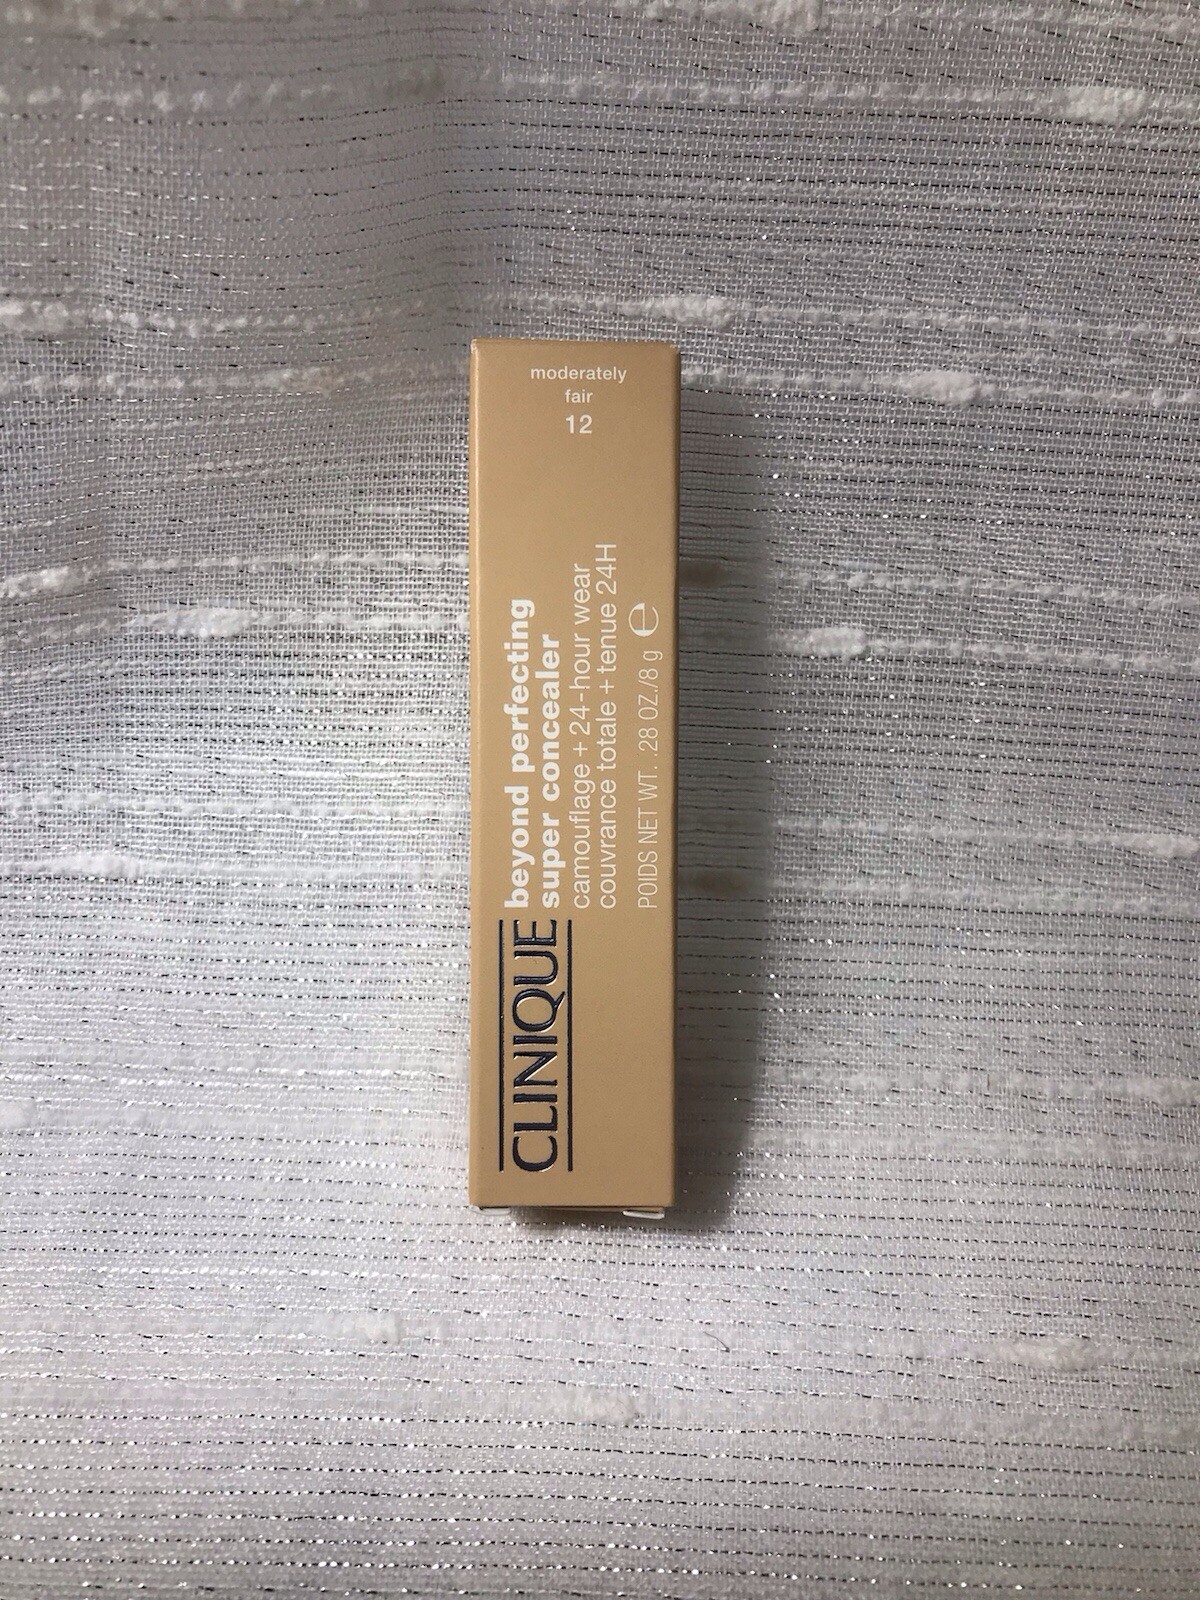 moderately
fair
12
CLINIQUE
beyond perfecting
super concealer
camouflage + 24-hour wear
couvrance totale + tenue 24H
POIDS NET WT. .28 OZ./8 g ℮